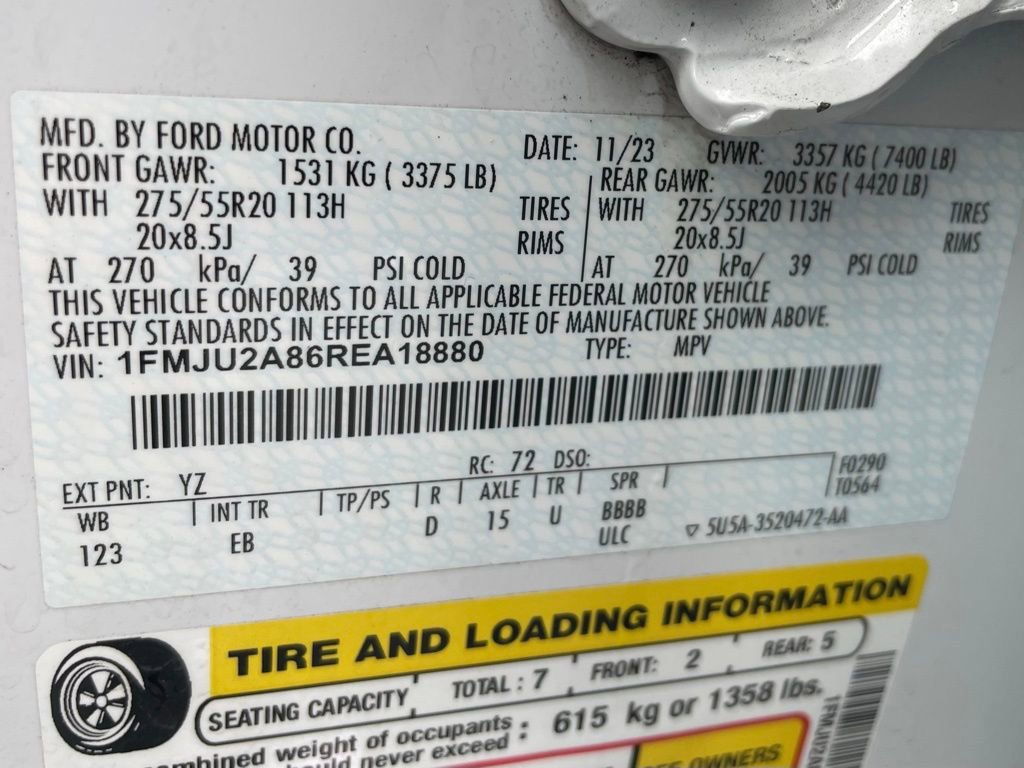 MFD. BY FORD MOTOR CO. DATE: 11/23 GVWR: 3357 KG ( 7400 LB)
FRONT GAWR: 1531 KG ( 3375 LB) REAR GAWR: 2005 KG ( 4420 LB)
WITH 275/55R20 113H TIRES WITH 275/55R20 113H TIRES
20x8.5J RIMS 20x8.5J RIMS
AT 270 kPa/ 39 PSI COLD AT 270 kPa/ 39 PSI COLD
THIS VEHICLE CONFORMS TO ALL APPLICABLE FEDERAL MOTOR VEHICLE
SAFETY STANDARDS IN EFFECT ON THE DATE OF MANUFACTURE SHOWN ABOVE.
VIN: 1FMJU2A86REA18880 TYPE: MPV
EXT PNT: YZ RC: 72 DSO: F0290
WB INT TR TP/PS R AXLE TR SPR T0564
123 EB D 15 U BBBB
ULC 5U5A-3520472-AA
TIRE AND LOADING INFORMATION
SEATING CAPACITY TOTAL : 7 FRONT: 2 REAR: 5
weight of occupants : 615 kg or 1358 lbs.
never exceed
OWNERS